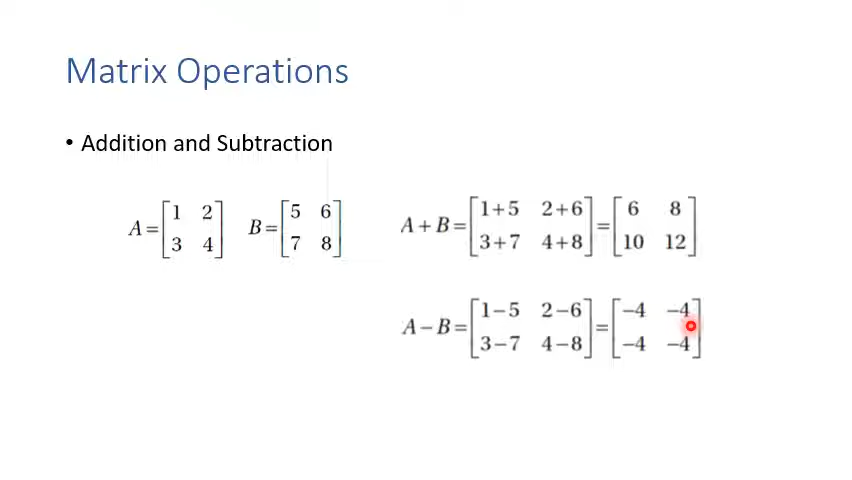 Matrix Operations
• Addition and Subtraction
A = [1 2
3 4] B = [5 6
7 8] A + B = [1+5 2+6
3+7 4+8] = [6 8
10 12]
A − B = [1−5 2−6
3−7 4−8] = [−4 −4
−4 −4]